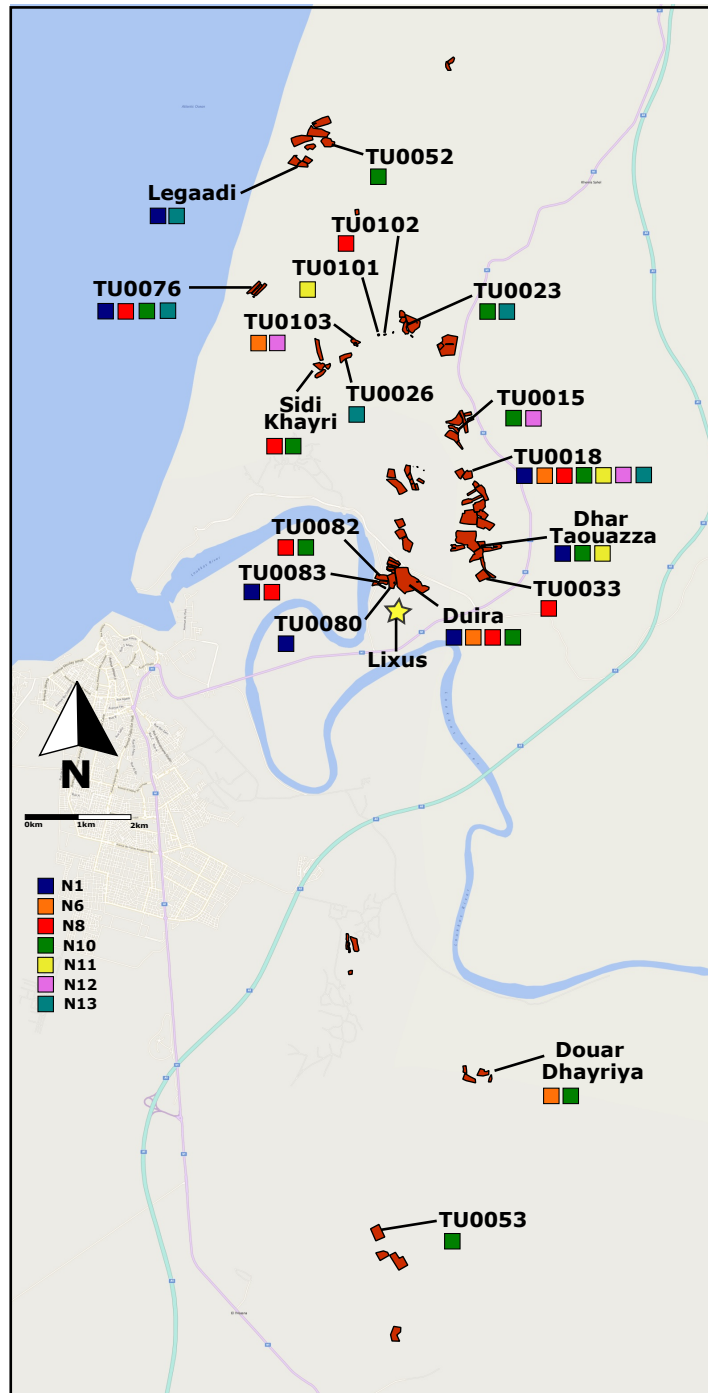 TU0052
Legaadi
TU0102
TU0101
TU0076
TU0023
TU0103
TU0026
Sidi
Khayri
TU0015
TU0018
TU0082
Dhar
Taouazza
TU0083
TU0033
TU0080
Duira
Lixus
N
0km
1km
2km
N1
N6
N8
N10
N11
N12
N13
Douar
Dhayriya
TU0053